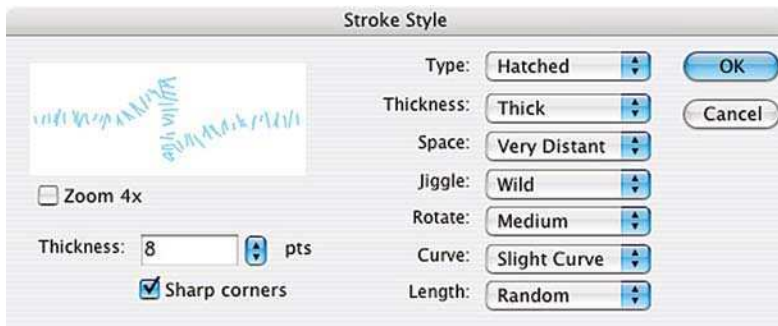 Stroke Style
Type: Hatched
OK
Thickness: Thick
Cancel
Space: Very Distant
Jiggle: Wild
Zoom 4x
Rotate: Medium
Thickness: 8 pts
Curve: Slight Curve
Sharp corners
Length: Random